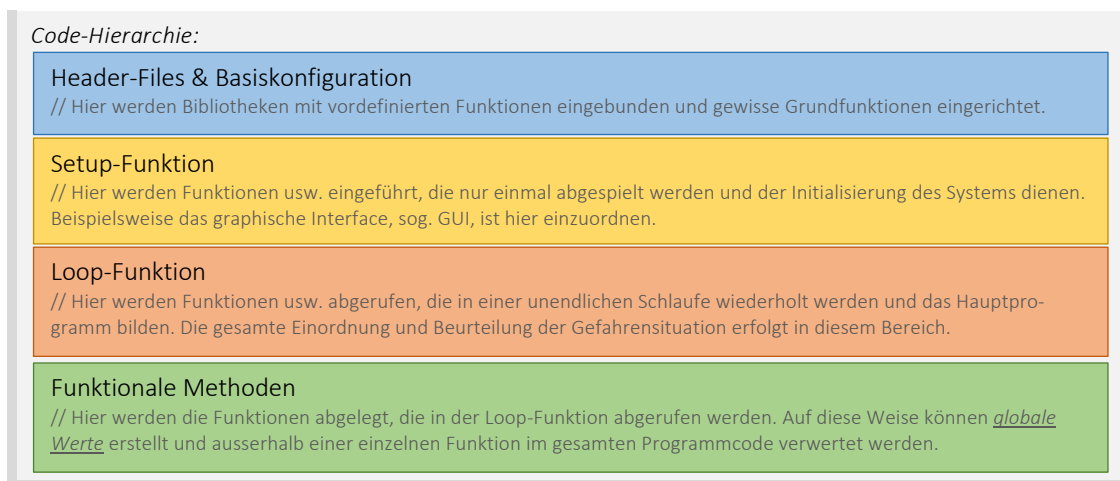 Code-Hierarchie:
Header-Files & Basiskonfiguration
// Hier werden Bibliotheken mit vordefinierten Funktionen eingebunden und gewisse Grundfunktionen eingerichtet.
Setup-Funktion
// Hier werden Funktionen usw. eingeführt, die nur einmal abgespielt werden und der Initialisierung des Systems dienen.
Beispielsweise das graphische Interface, sog. GUI, ist hier einzuordnen.
Loop-Funktion
// Hier werden Funktionen usw. abgerufen, die in einer unendlichen Schlaufe wiederholt werden und das Hauptpro-
gramm bilden. Die gesamte Einordnung und Beurteilung der Gefahrensituation erfolgt in diesem Bereich.
Funktionale Methoden
// Hier werden die Funktionen abgelegt, die in der Loop-Funktion abgerufen werden. Auf diese Weise können globale
Werte erstellt und ausserhalb einer einzelnen Funktion im gesamten Programmcode verwertet werden.